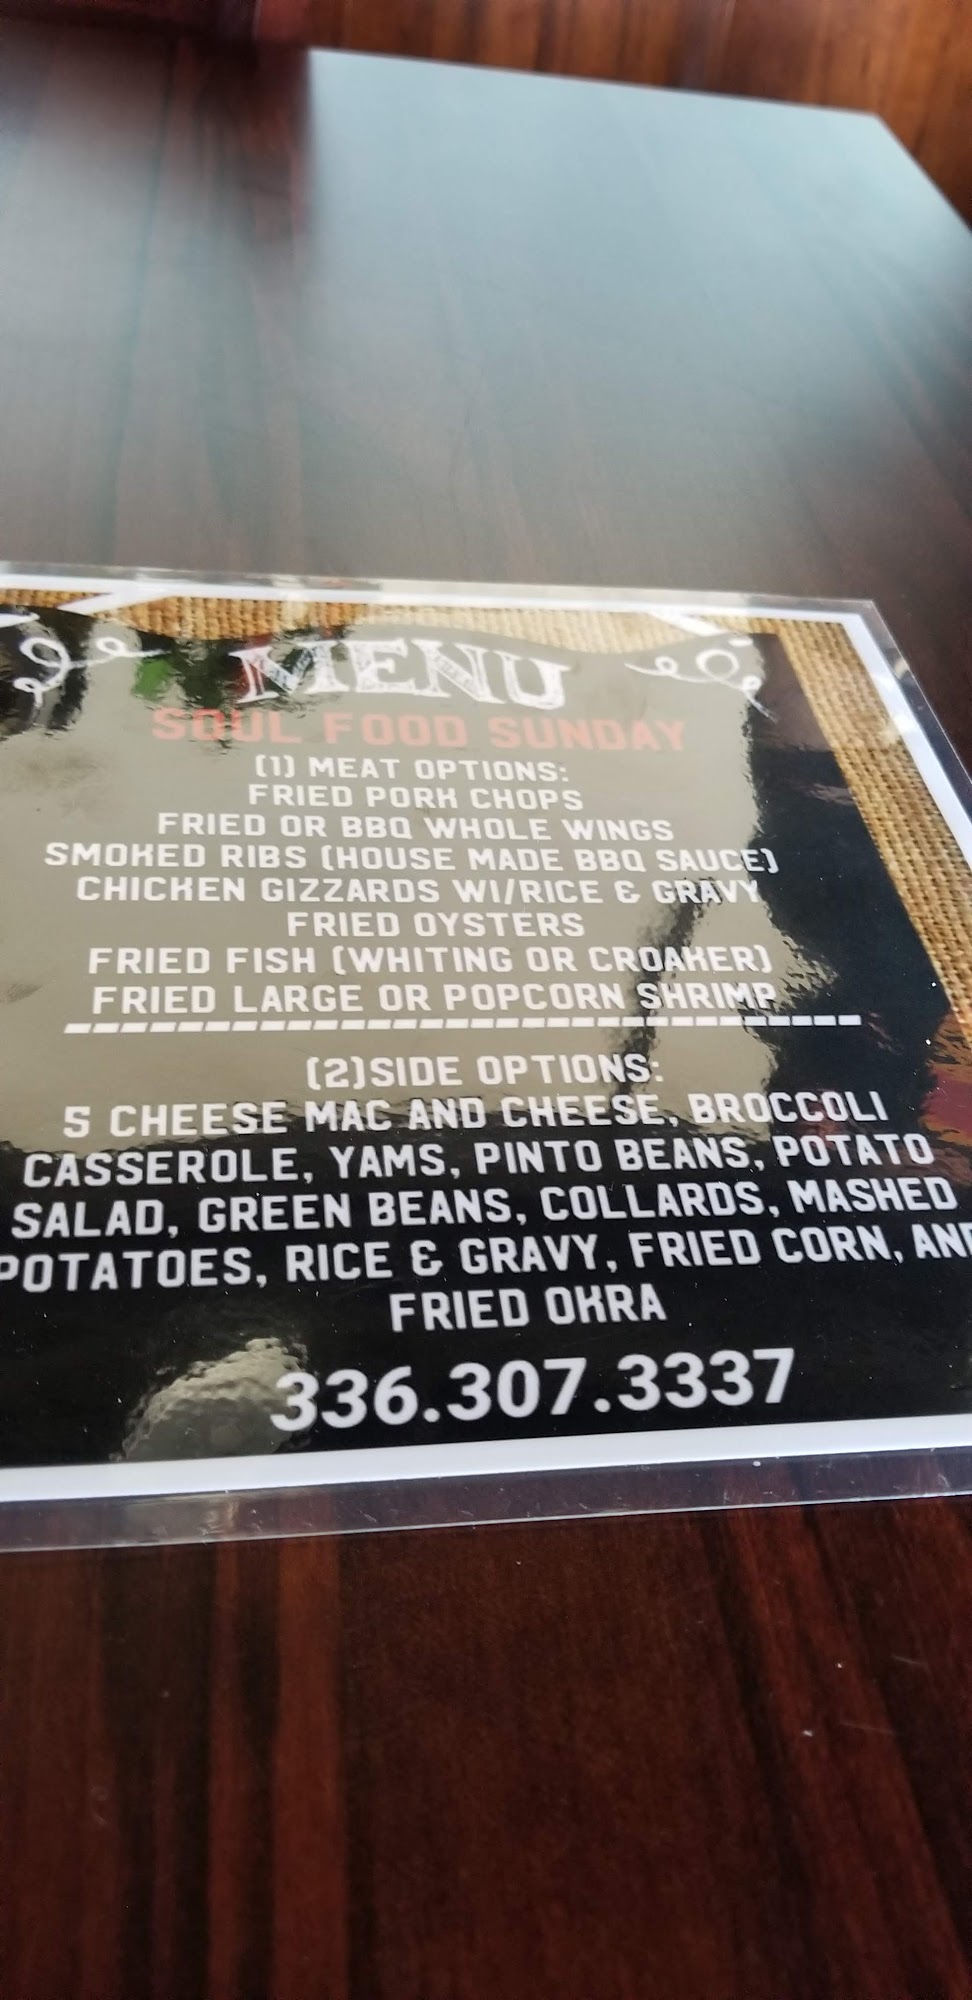 MENU
SOUL FOOD SUNDAY
(1) MEAT OPTIONS:
FRIED PORK CHOPS
FRIED OR BBQ WHOLE WINGS
SMOKED RIBS (HOUSE MADE BBQ SAUCE)
CHICKEN GIZZARDS WI/RICE & GRAVY
FRIED OYSTERS
FRIED FISH (WHITING OR CROAKER)
FRIED LARGE OR POPCORN SHRIMP
(2)SIDE OPTIONS:
5 CHEESE MAC AND CHEESE, BROCCOLI
CASSEROLE, YAMS, PINTO BEANS, POTATO
SALAD, GREEN BEANS, COLLARDS, MASHED
POTATOES, RICE & GRAVY, FRIED CORN, AND
FRIED OKRA
336.307.3337